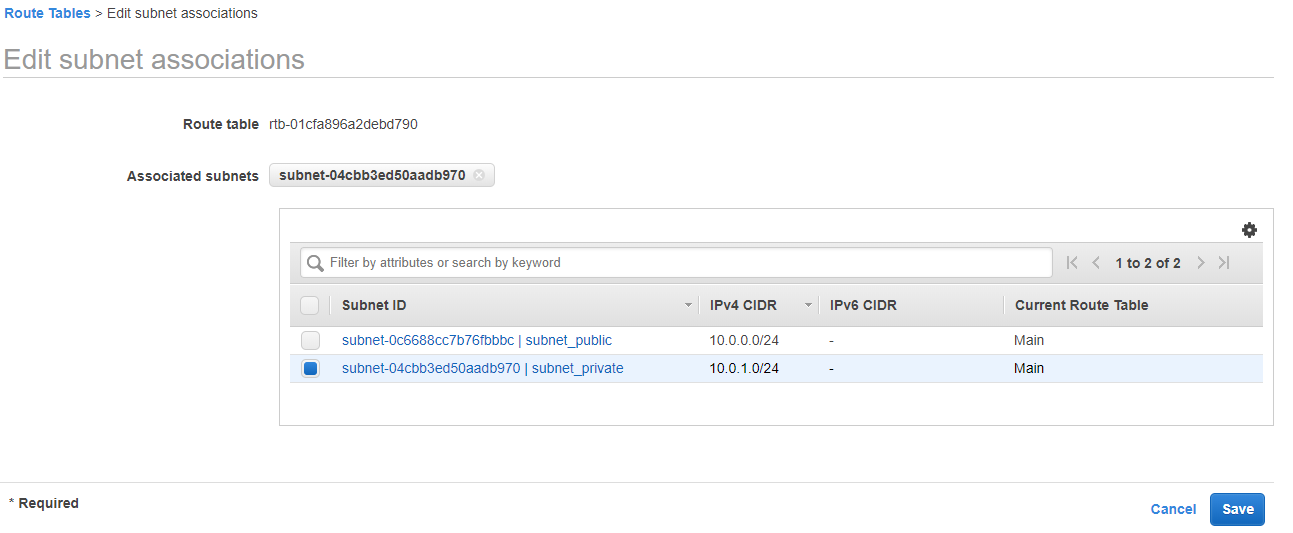 Route Tables > Edit subnet associations
Edit subnet associations
Route table rtb-01cfa896a2debd790
Associated subnets subnet-04cbb3ed50aadb970
Filter by attributes or search by keyword 1 to 2 of 2
Subnet ID IPv4 CIDR IPv6 CIDR Current Route Table
subnet-0c6688cc7b76fbbbc | subnet_public 10.0.0.0/24 - Main
subnet-04cbb3ed50aadb970 | subnet_private 10.0.1.0/24 - Main
* Required
Cancel Save